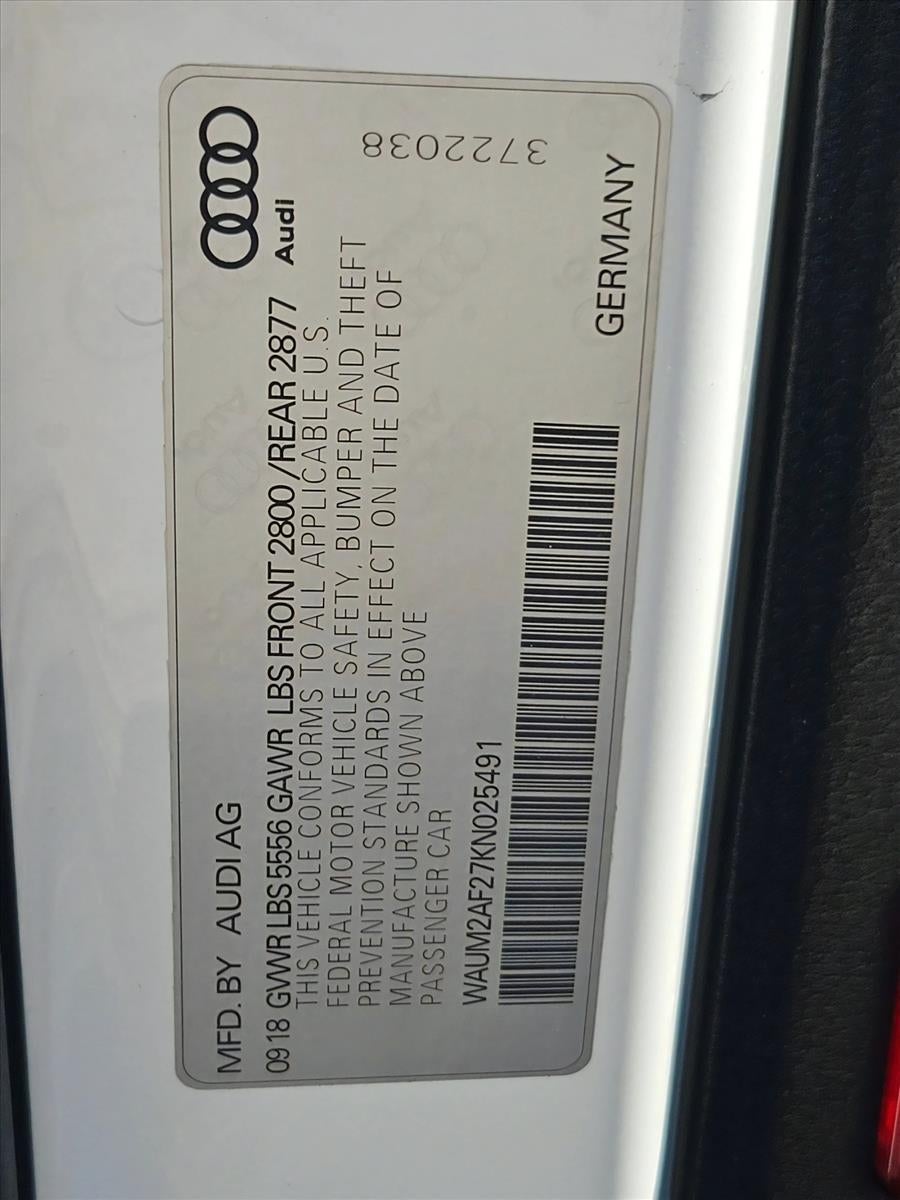 MFD. BY AUDI AG
0918 GVWR LBS 5556 GAWR LBS FRONT 2800 /REAR 2877
Audi
THIS VEHICLE CONFORMS TO ALL APPLICABLE U.S.
FEDERAL MOTOR VEHICLE SAFETY, BUMPER AND THEFT
PREVENTION STANDARDS IN EFFECT ON THE DATE OF
MANUFACTURE SHOWN ABOVE
PASSENGER CAR
3722038
WAUM2AF27KN025491
GERMANY